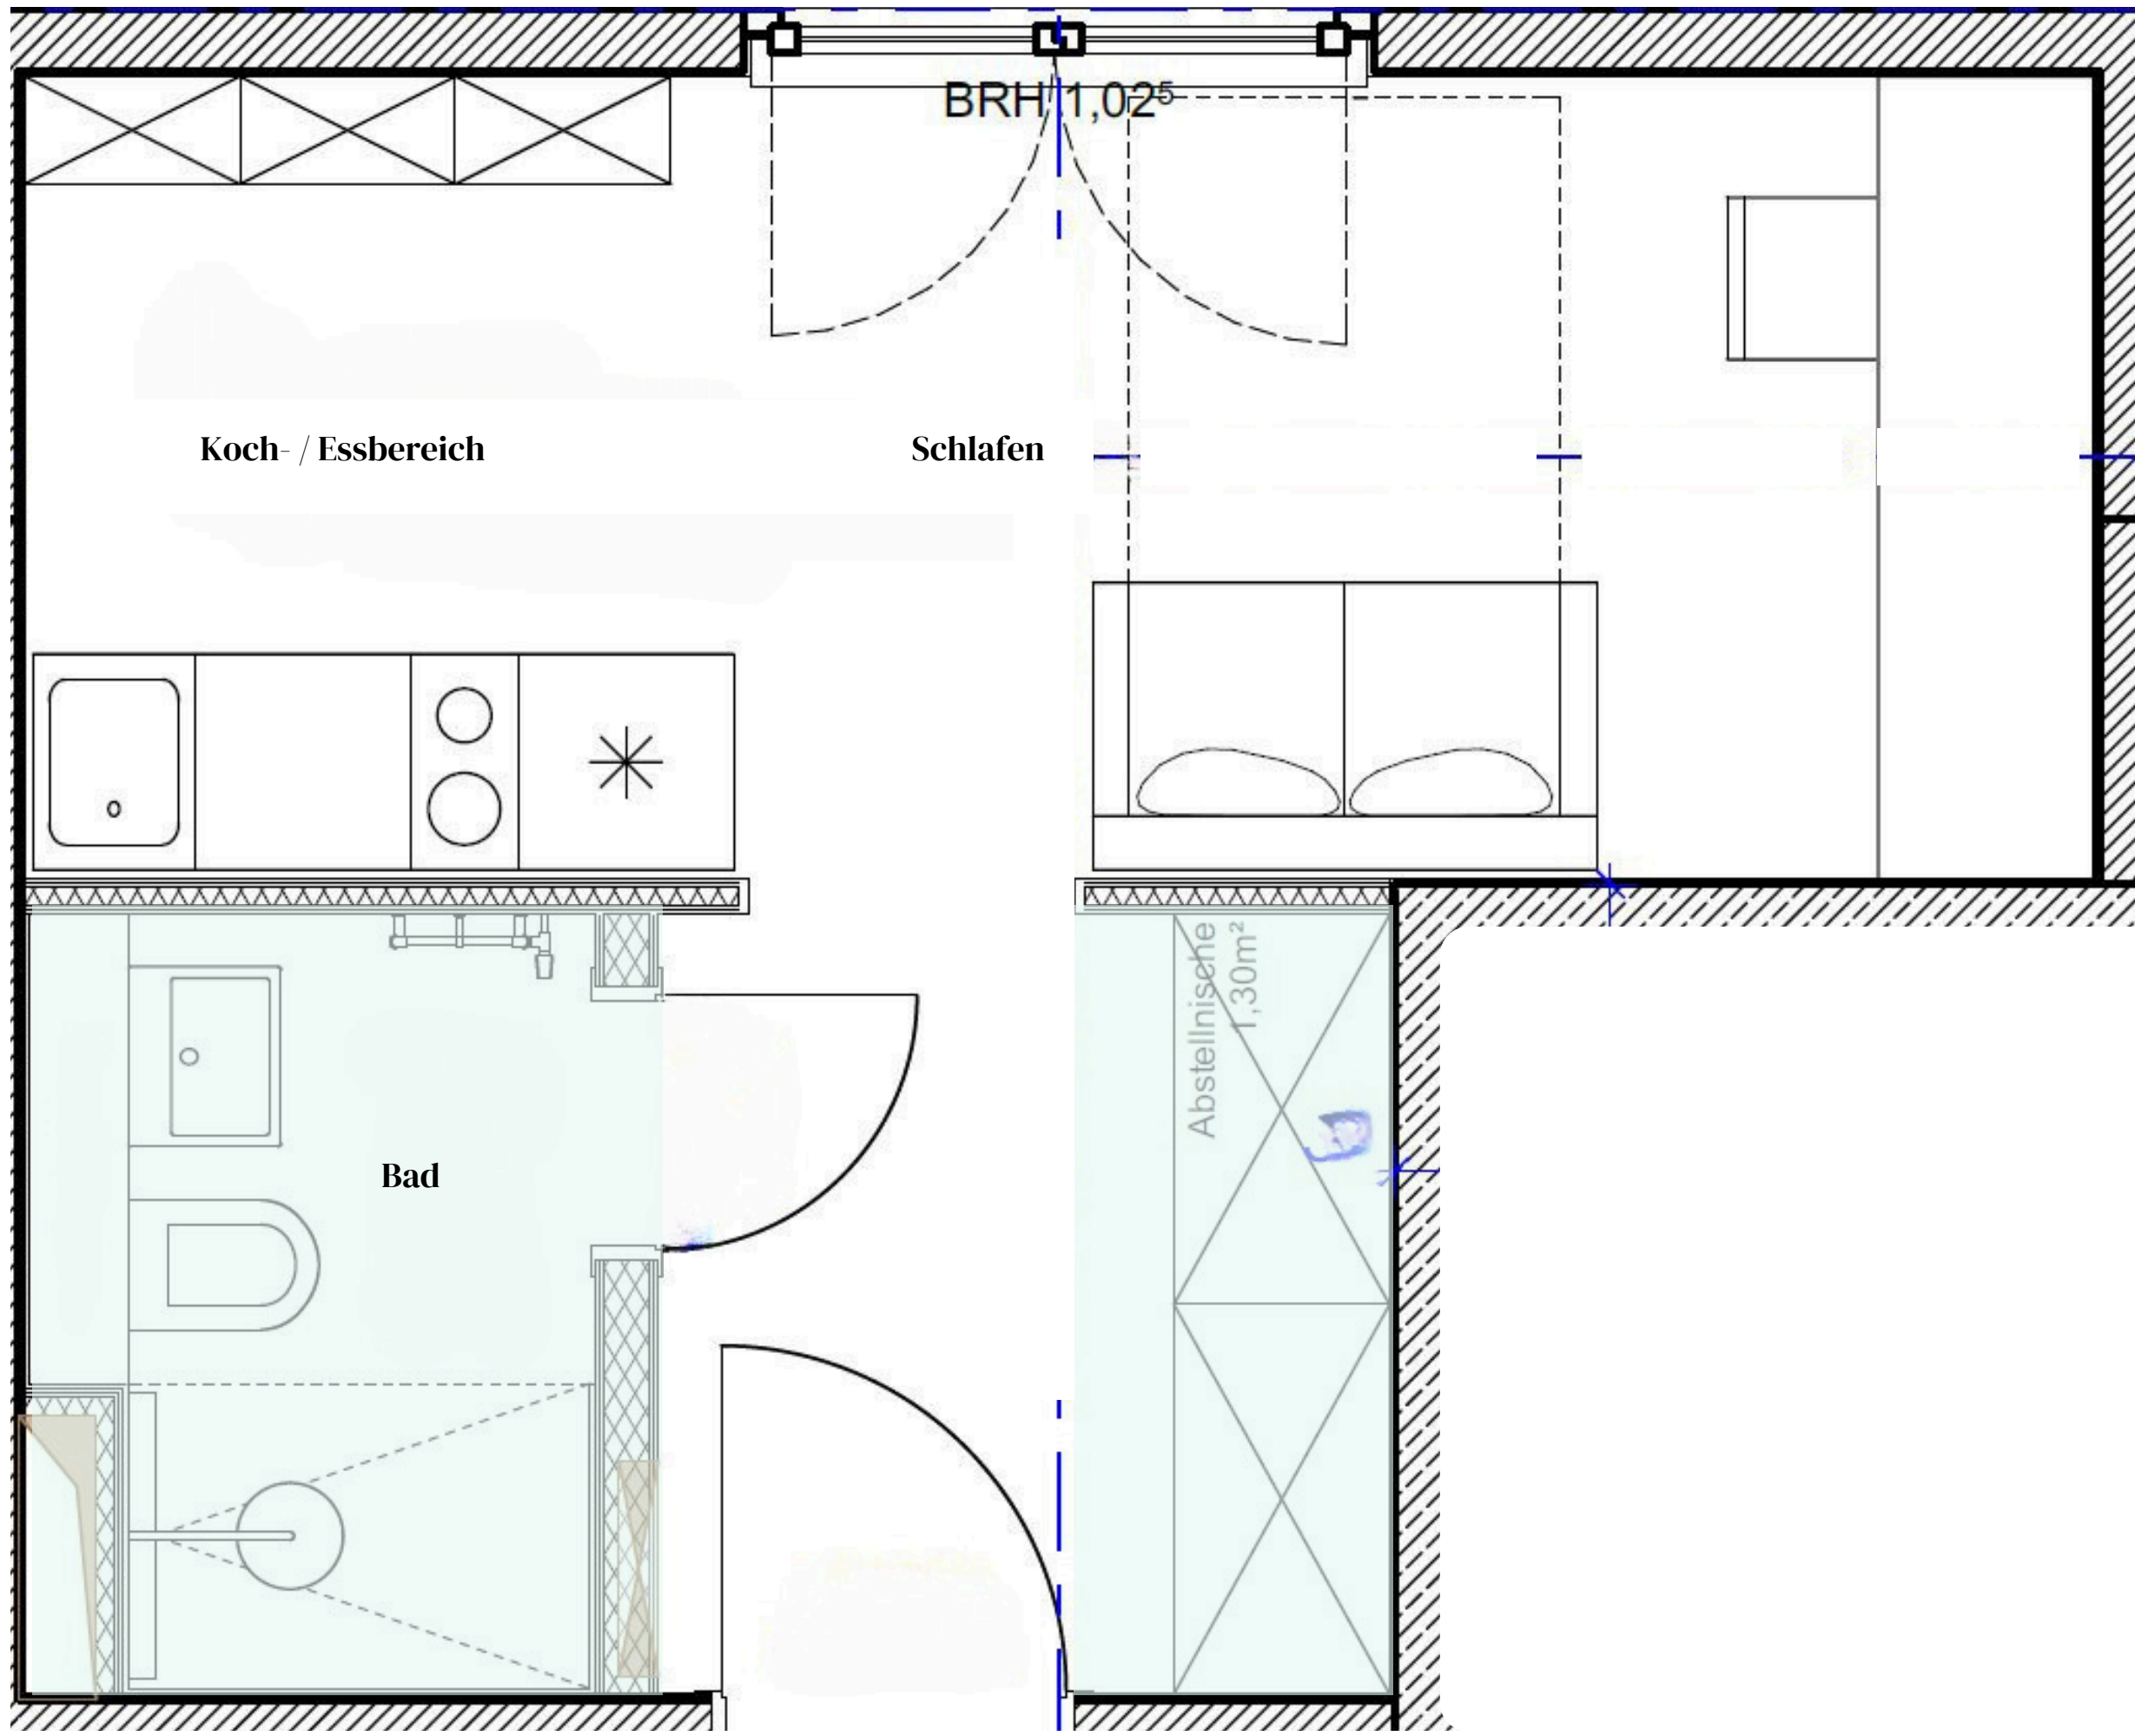 BRH 1,02⁵
Koch- / Essbereich
Schlafen
Abstellnische
1,30m²
Bad